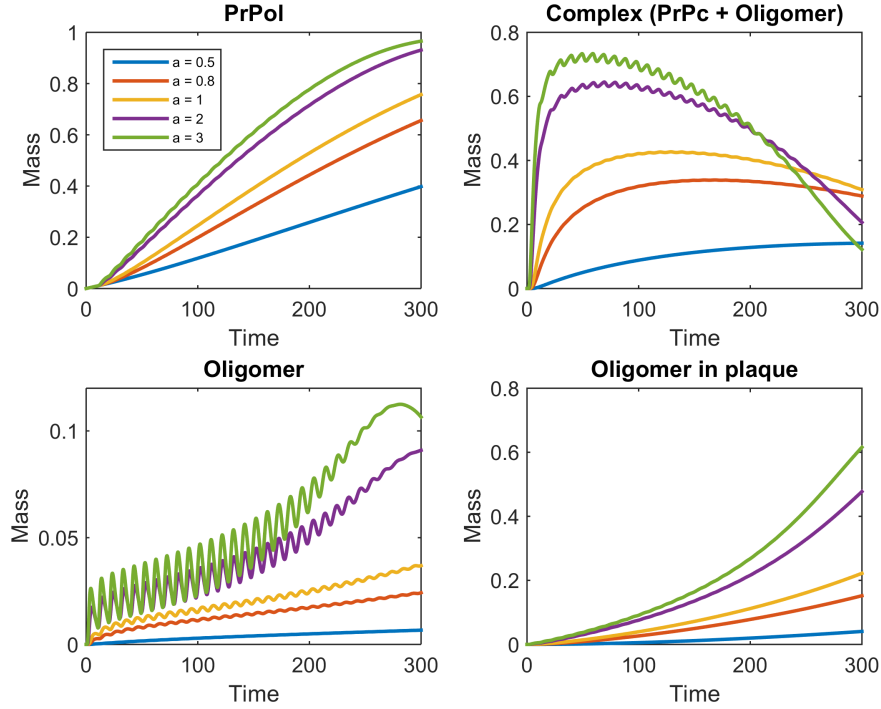 PrPol
Mass
1
0.8
0.6
0.4
0.2
0
0
100
200
300
Time
a = 0.5
a = 0.8
a = 1
a = 2
a = 3
Complex (PrPc + Oligomer)
Mass
0.8
0.6
0.4
0.2
0
0
100
200
300
Time
Oligomer
Mass
0.1
0.05
0
0
100
200
300
Time
Oligomer in plaque
Mass
0.8
0.6
0.4
0.2
0
0
100
200
300
Time